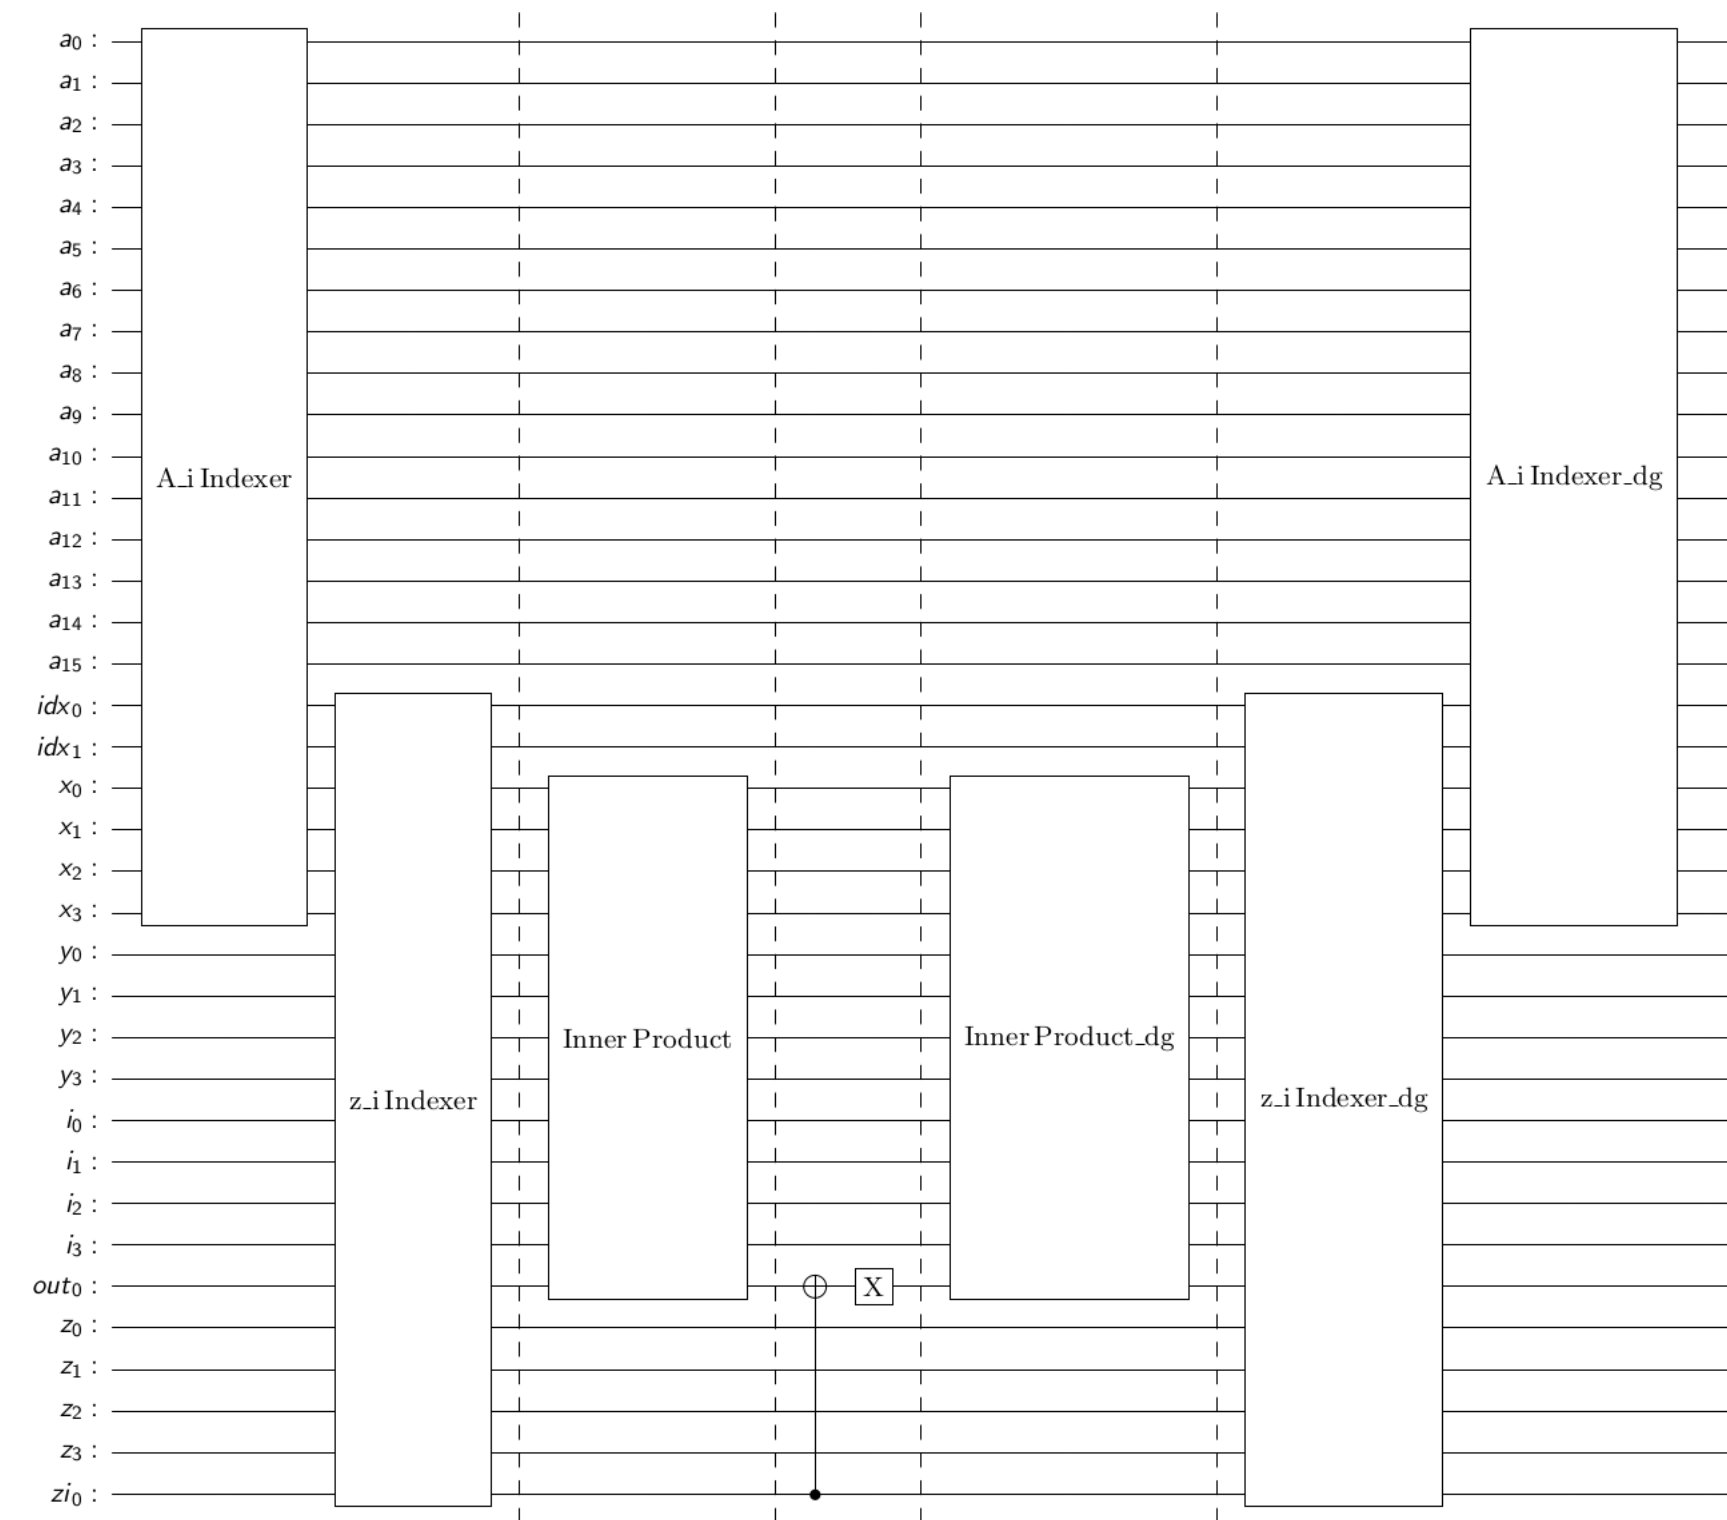 a0 :
a1 :
a2 :
a3 :
a4 :
a5 :
a6 :
a7 :
a8 :
a9 :
a10 :
A_i Indexer
A_i Indexer_dg
a11 :
a12 :
a13 :
a14 :
a15 :
idx0 :
idx1 :
x0 :
x1 :
x2 :
x3 :
y0 :
y1 :
y2 :
Inner Product
Inner Product_dg
y3 :
z_i Indexer
z_i Indexer_dg
i0 :
i1 :
i2 :
i3 :
out0 :
X
z0 :
z1 :
z2 :
z3 :
zi0 :